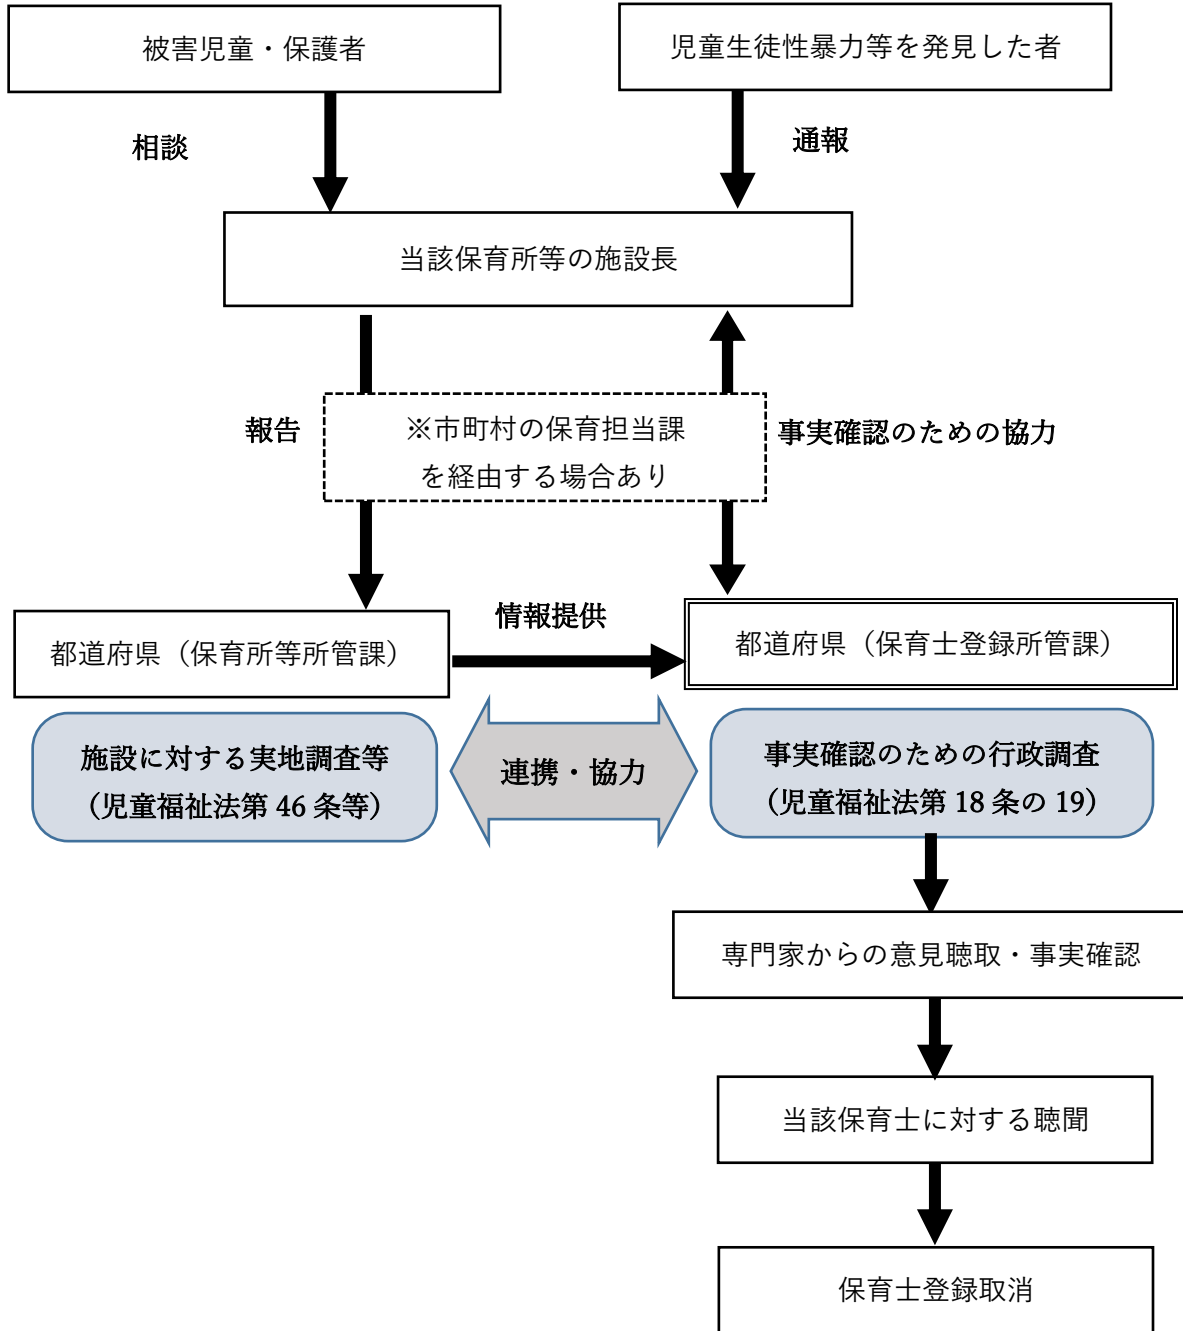 被害児童・保護者
児童生徒性暴力等を発見した者
相談
通報
当該保育所等の施設長
報告
※市町村の保育担当課
を経由する場合あり
事実確認のための協力
都道府県（保育所等所管課）
情報提供
都道府県（保育士登録所管課）
施設に対する実地調査等
（児童福祉法第 46 条等）
連携・協力
事実確認のための行政調査
（児童福祉法第 18 条の 19）
専門家からの意見聴取・事実確認
当該保育士に対する聴聞
保育士登録取消